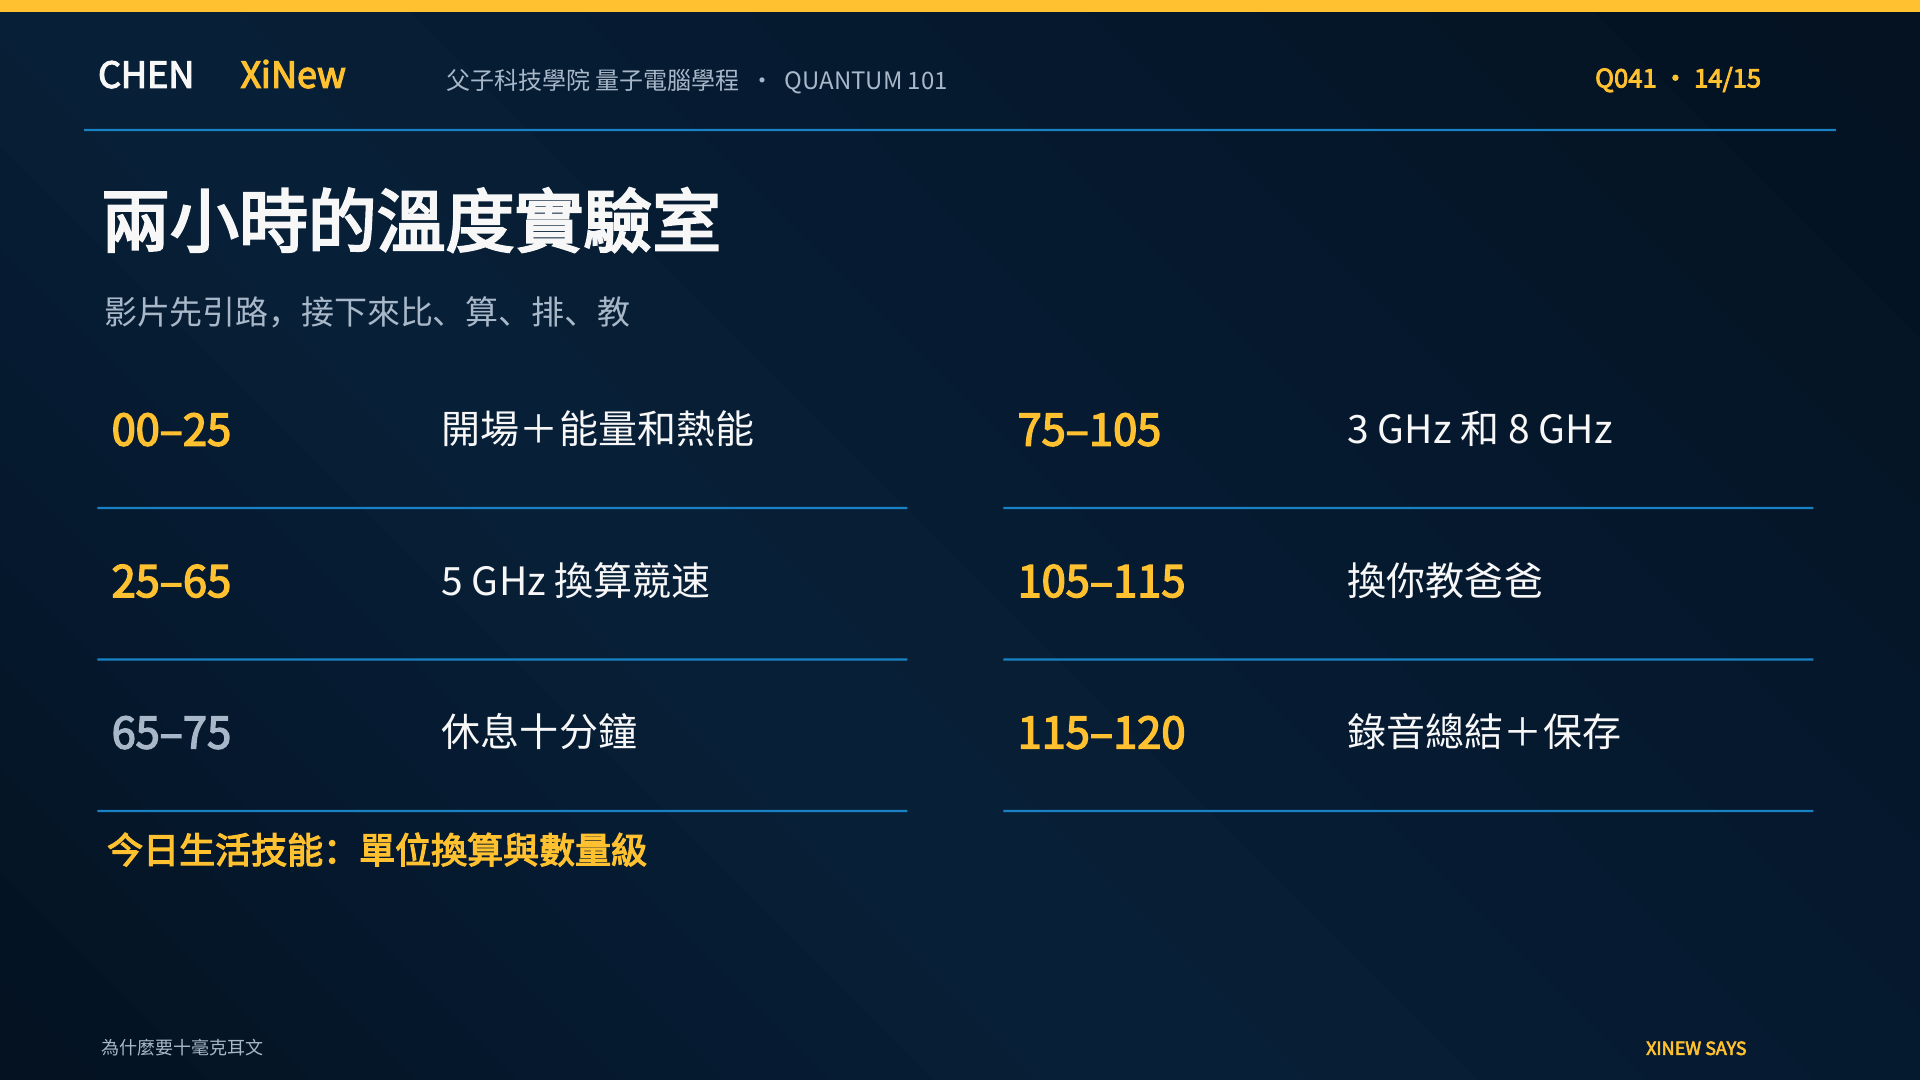 CHEN XiNew 父子科技學院 量子電腦學程 · QUANTUM 101 Q041 · 14/15
兩小時的溫度實驗室
影片先引路，接下來比、算、排、教
00–25 開場＋能量和熱能
25–65 5 GHz 換算競速
65–75 休息十分鐘
75–105 3 GHz 和 8 GHz
105–115 換你教爸爸
115–120 錄音總結＋保存
今日生活技能：單位換算與數量級
為什麼要十毫克耳文 XINEW SAYS